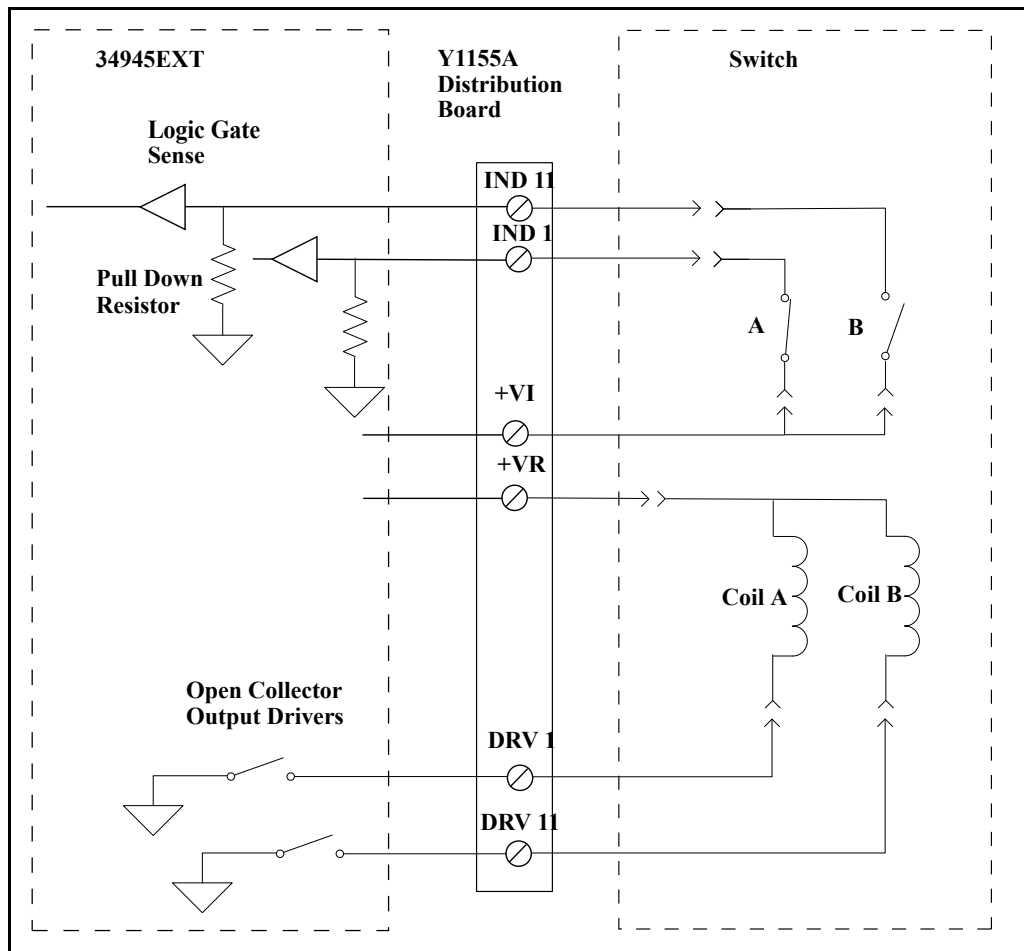 34945EXT
Y1155A
Distribution
Board
Switch
Logic Gate
Sense
IND 11
IND 1
Pull Down
Resistor
A
B
+VI
+VR
Coil A
Coil B
Open Collector
Output Drivers
DRV 1
DRV 11